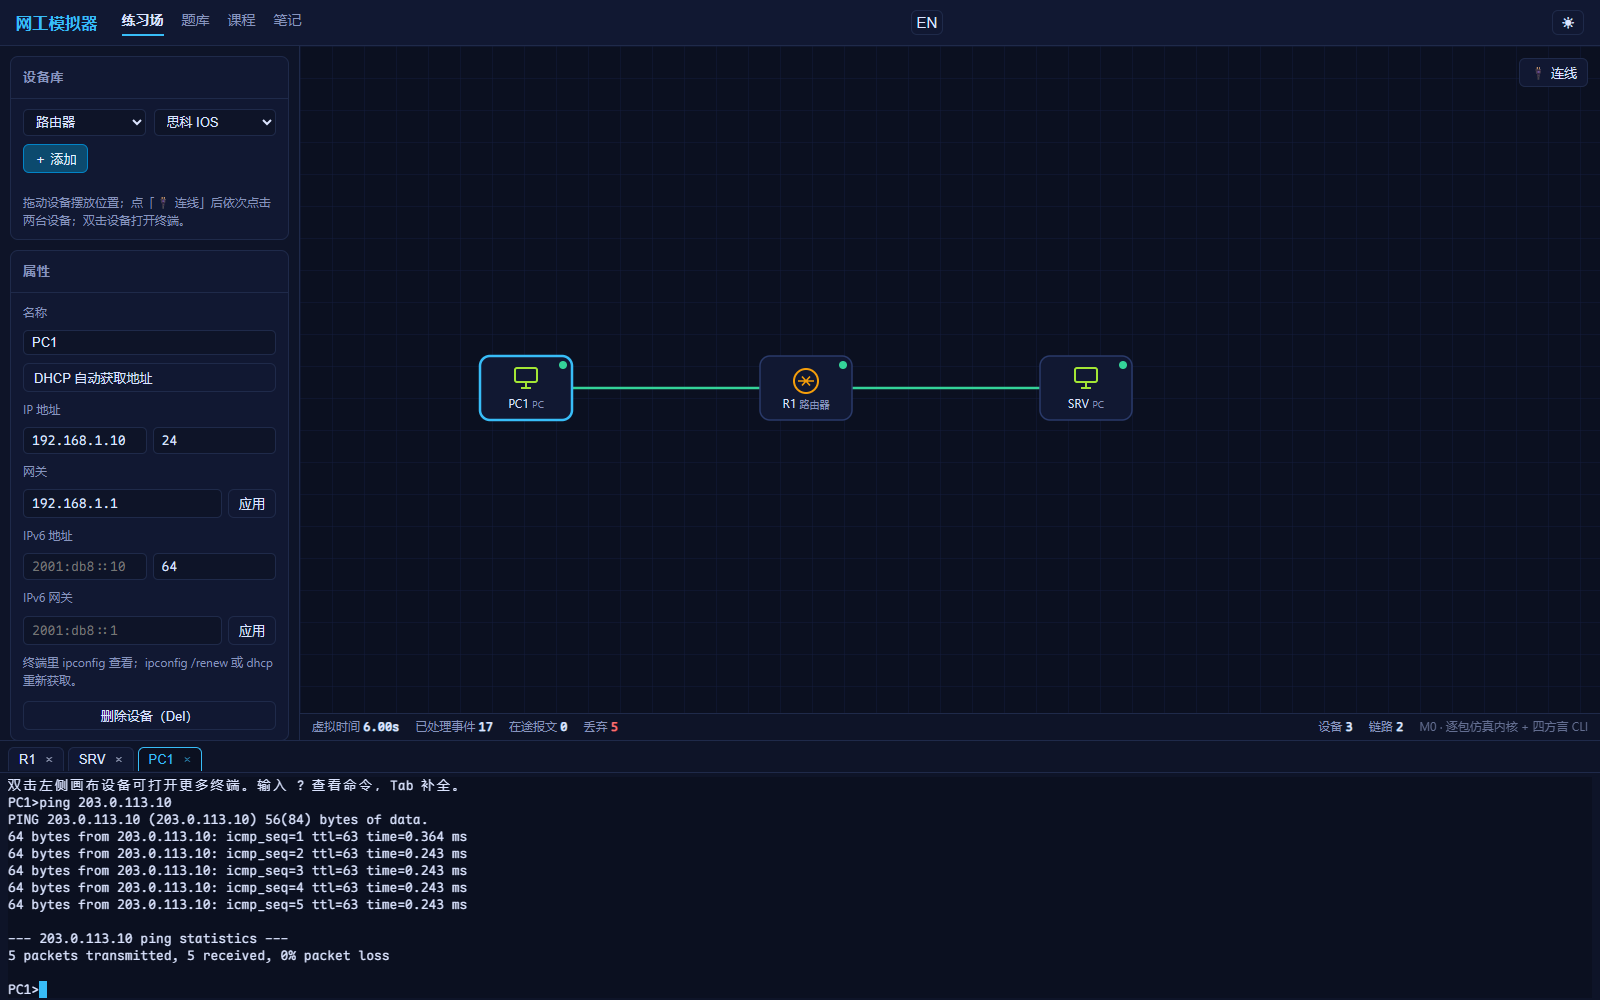 网工模拟器 练习场 题库 课程 笔记 EN
设备库
路由器 思科 IOS
+ 添加
拖动设备摆放位置；点「 连线」后依次点击
两台设备；双击设备打开终端。
属性
名称
PC1
DHCP 自动获取地址
IP 地址
192.168.1.10 24
网关
192.168.1.1 应用
IPv6 地址
2001:db8::10 64
IPv6 网关
2001:db8::1 应用
终端里 ipconfig 查看；ipconfig /renew 或 dhcp
重新获取。
删除设备（Del）
连线
PC1 PC
R1 路由器
SRV PC
虚拟时间 6.00s 已处理事件 17 在途报文 0 丢弃 5 设备 3 链路 2 M0 · 逐包仿真内核 + 四方言 CLI
R1 × SRV × PC1 ×
双击左侧画布设备可打开更多终端。输入 ? 查看命令，Tab 补全。
PC1>ping 203.0.113.10
PING 203.0.113.10 (203.0.113.10) 56(84) bytes of data.
64 bytes from 203.0.113.10: icmp_seq=1 ttl=63 time=0.364 ms
64 bytes from 203.0.113.10: icmp_seq=2 ttl=63 time=0.243 ms
64 bytes from 203.0.113.10: icmp_seq=3 ttl=63 time=0.243 ms
64 bytes from 203.0.113.10: icmp_seq=4 ttl=63 time=0.243 ms
64 bytes from 203.0.113.10: icmp_seq=5 ttl=63 time=0.243 ms
--- 203.0.113.10 ping statistics ---
5 packets transmitted, 5 received, 0% packet loss
PC1>